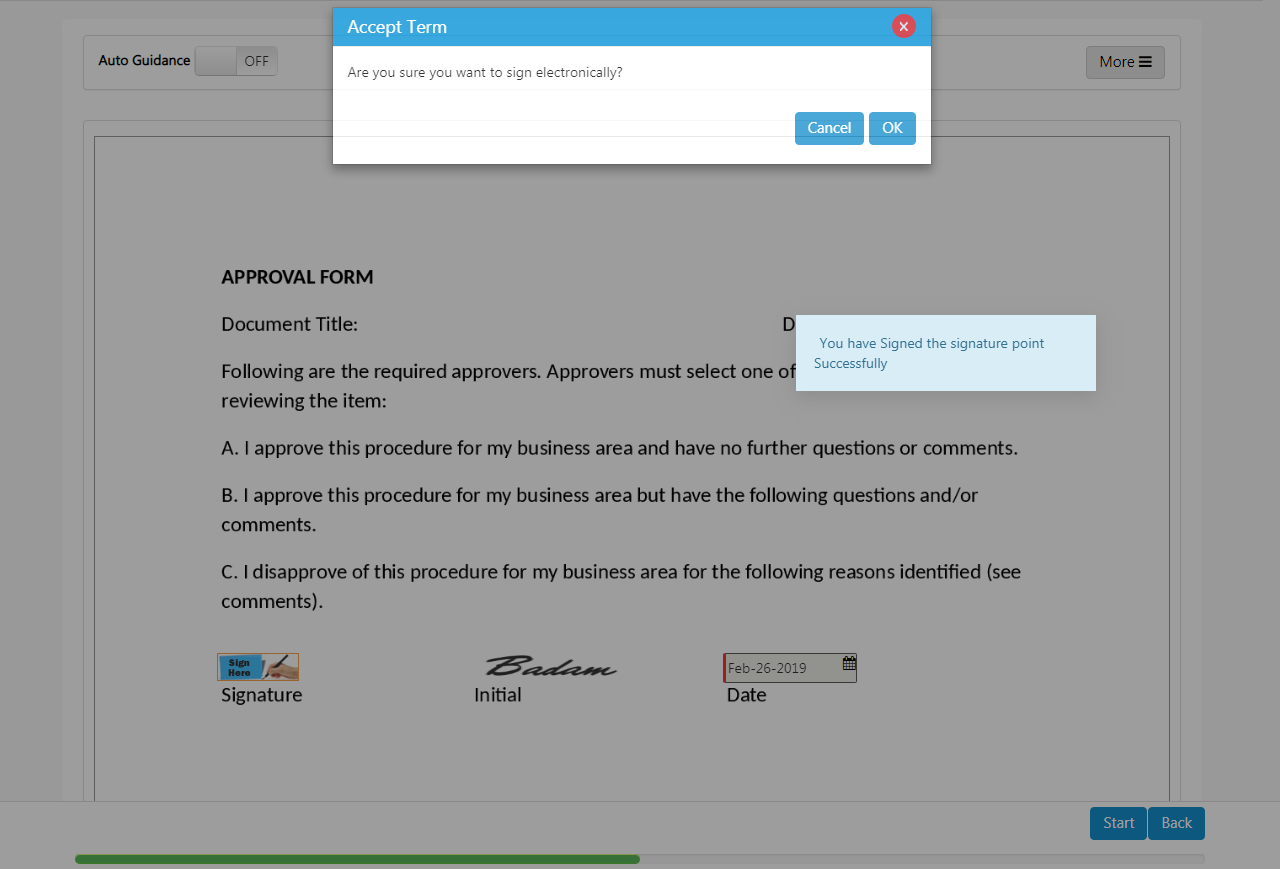 Accept Term
Are you sure you want to sign electronically?
Cancel OK
Auto Guidance OFF
More
APPROVAL FORM
Document Title: D
You have Signed the signature point
Successfully
Following are the required approvers. Approvers must select one of
reviewing the item:
A. I approve this procedure for my business area and have no further questions or comments.
B. I approve this procedure for my business area but have the following questions and/or
comments.
C. I disapprove of this procedure for my business area for the following reasons identified (see
comments).
Sign
Here
Badam
Feb-26-2019
Signature Initial Date
Start Back